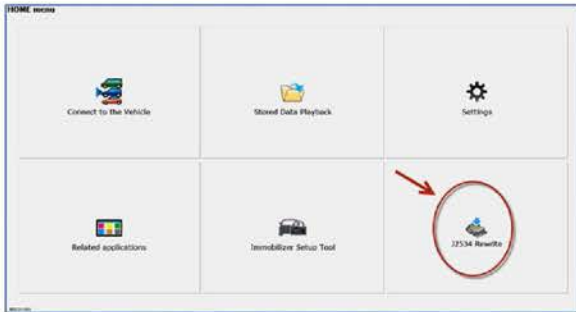 HOME menu
Connect to the Vehicle
Stored Data Playback
Settings
Related applications
Immobilizer Setup Tool
J2534 Rewrite